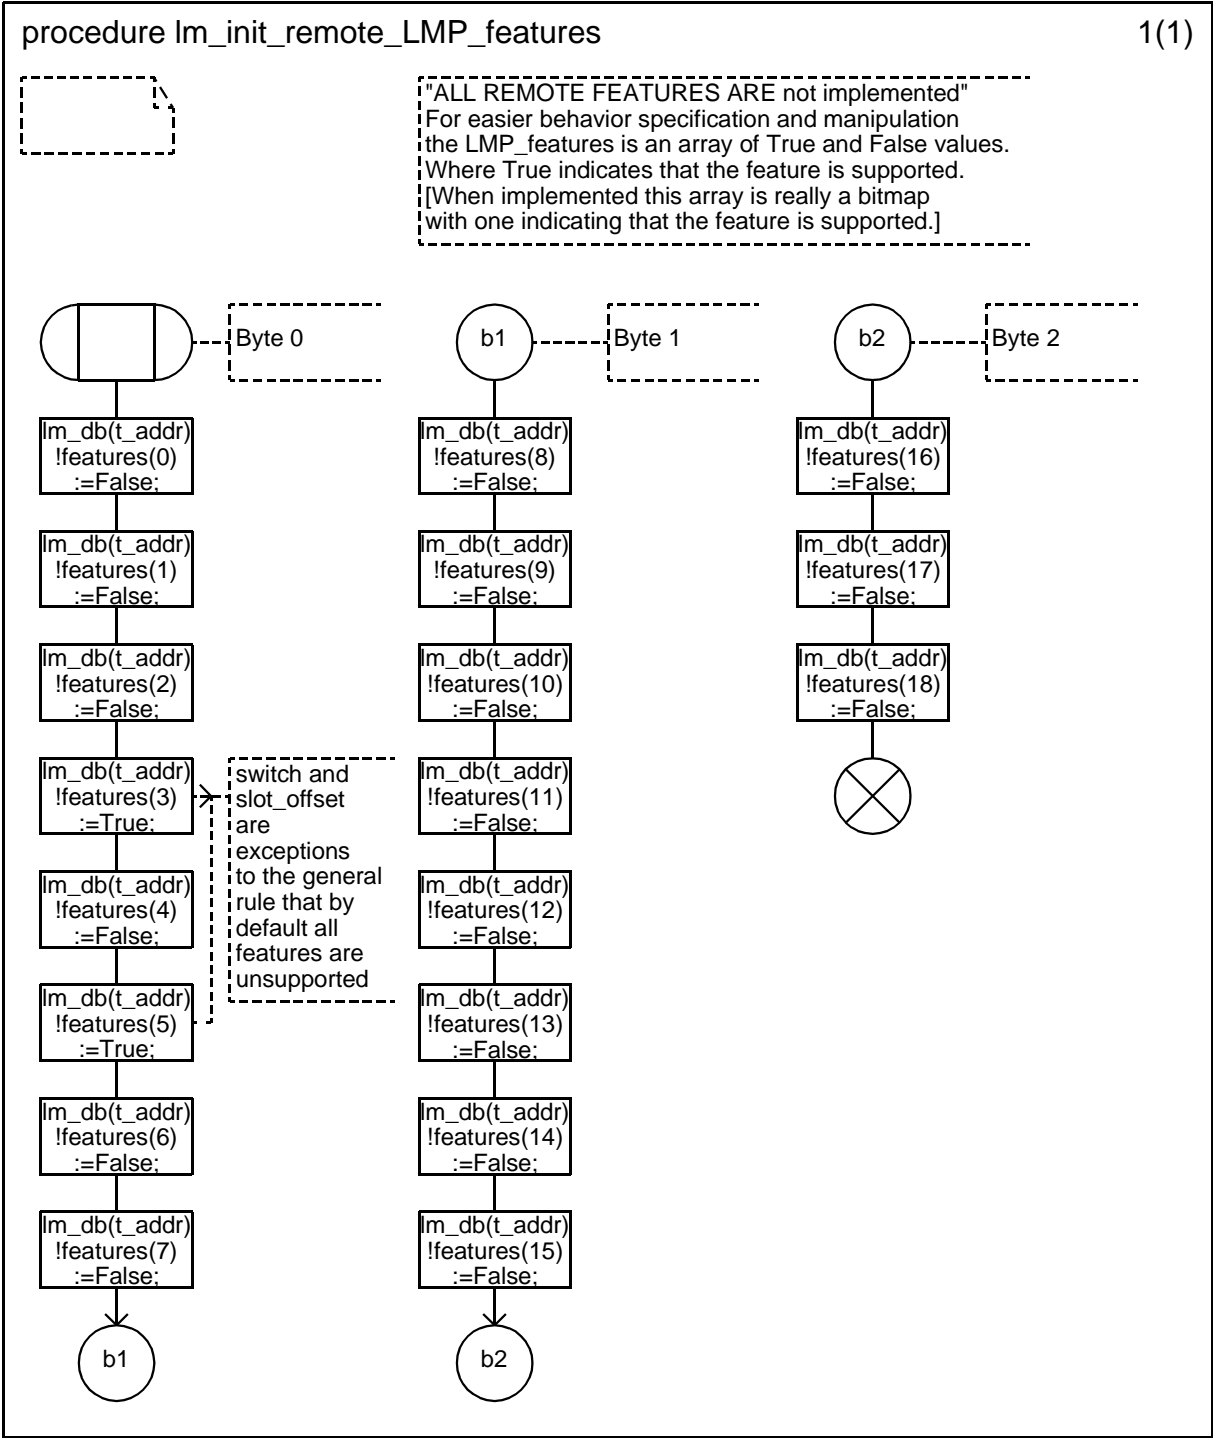 procedure lm_init_remote_LMP_features
1(1)
"ALL REMOTE FEATURES ARE not implemented"
For easier behavior specification and manipulation
the LMP_features is an array of True and False values.
Where True indicates that the feature is supported.
[When implemented this array is really a bitmap
with one indicating that the feature is supported.]
Byte 0
lm_db(t_addr)
!features(0)
:=False;
lm_db(t_addr)
!features(1)
:=False;
lm_db(t_addr)
!features(2)
:=False;
lm_db(t_addr)
!features(3)
:=True;
switch and
slot_offset
are
exceptions
to the general
rule that by
default all
features are
unsupported
lm_db(t_addr)
!features(4)
:=False;
lm_db(t_addr)
!features(5)
:=True;
lm_db(t_addr)
!features(6)
:=False;
lm_db(t_addr)
!features(7)
:=False;
b1
b1
Byte 1
lm_db(t_addr)
!features(8)
:=False;
lm_db(t_addr)
!features(9)
:=False;
lm_db(t_addr)
!features(10)
:=False;
lm_db(t_addr)
!features(11)
:=False;
lm_db(t_addr)
!features(12)
:=False;
lm_db(t_addr)
!features(13)
:=False;
lm_db(t_addr)
!features(14)
:=False;
lm_db(t_addr)
!features(15)
:=False;
b2
b2
Byte 2
lm_db(t_addr)
!features(16)
:=False;
lm_db(t_addr)
!features(17)
:=False;
lm_db(t_addr)
!features(18)
:=False;